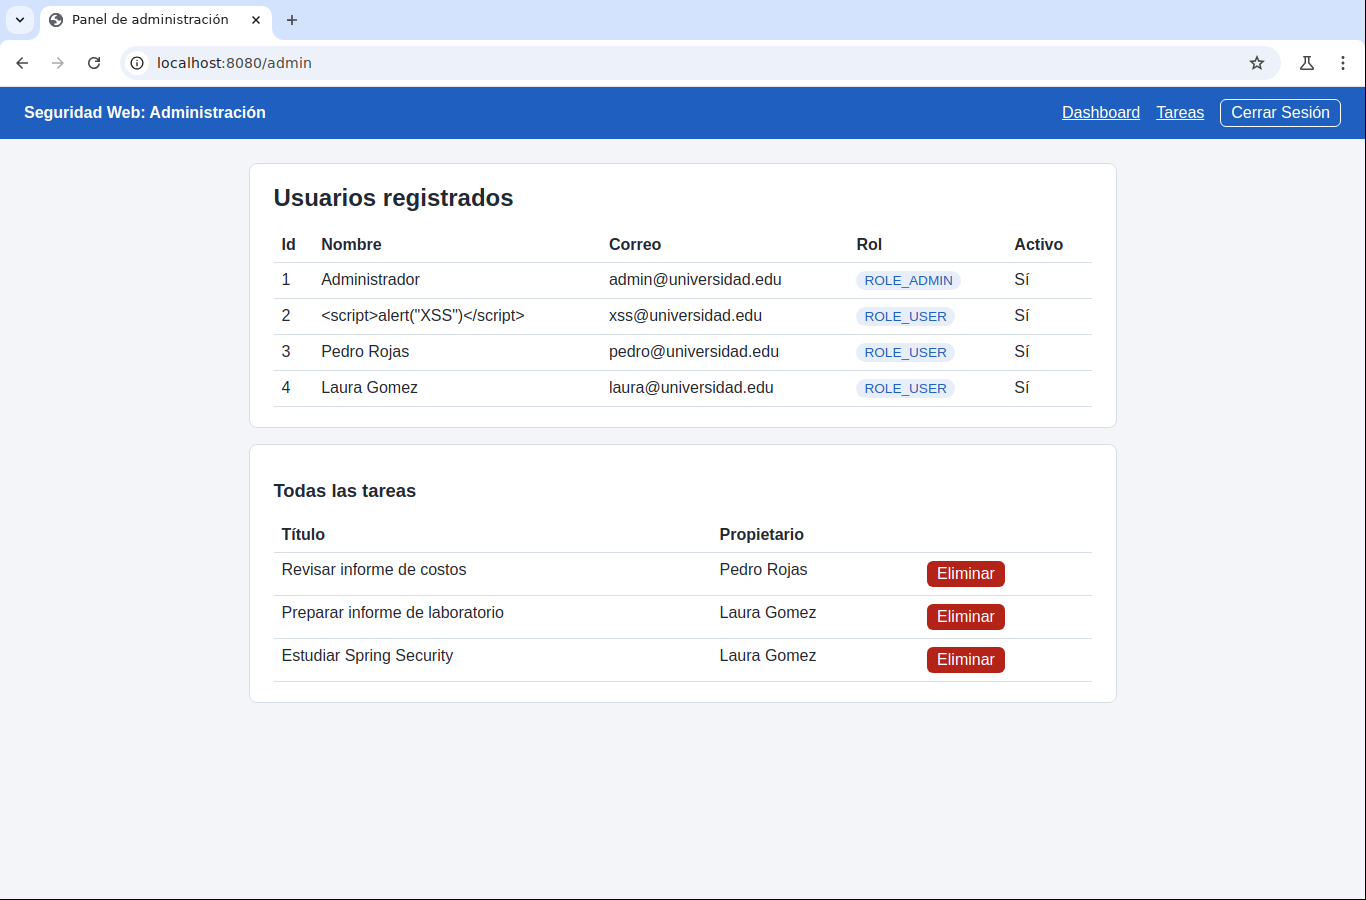 Panel de administración
localhost:8080/admin
Seguridad Web: Administración Dashboard Tareas Cerrar Sesión
Usuarios registrados
Id Nombre Correo Rol Activo
1 Administrador admin@universidad.edu ROLE_ADMIN Sí
2 <script>alert("XSS")</script> xss@universidad.edu ROLE_USER Sí
3 Pedro Rojas pedro@universidad.edu ROLE_USER Sí
4 Laura Gomez laura@universidad.edu ROLE_USER Sí
Todas las tareas
Título Propietario
Revisar informe de costos Pedro Rojas Eliminar
Preparar informe de laboratorio Laura Gomez Eliminar
Estudiar Spring Security Laura Gomez Eliminar